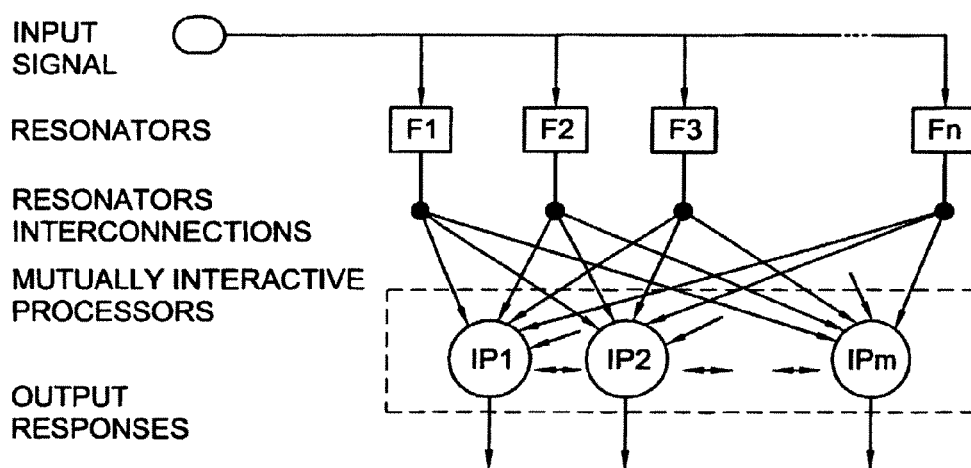 INPUT
SIGNAL
RESONATORS
F1 F2 F3 Fn
RESONATORS
INTERCONNECTIONS
MUTUALLY INTERACTIVE
PROCESSORS
IP1 IP2 IPm
OUTPUT
RESPONSES